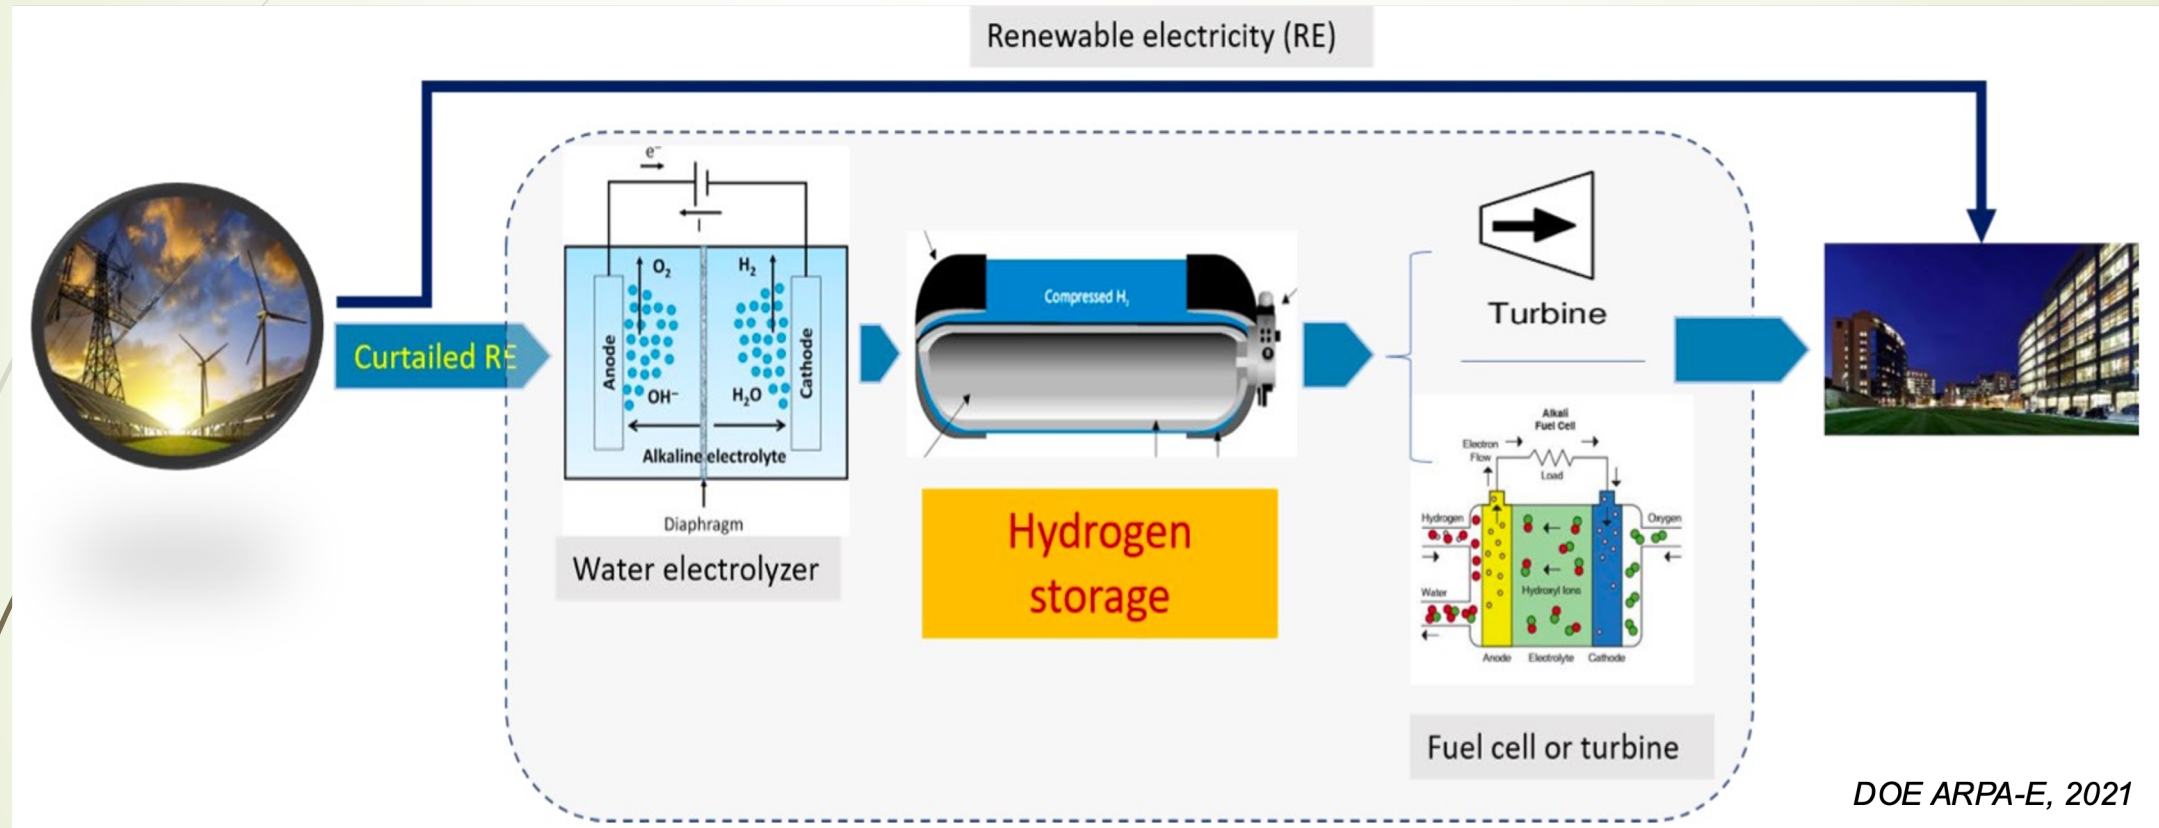 Renewable electricity (RE)
Curtailed RE
e⁻
I
O₂
H₂
Anode
Cathode
OH⁻
H₂O
Alkaline electrolyte
Diaphragm
Water electrolyzer
Compressed H₂
Hydrogen
storage
Turbine
Alkali
Fuel Cell
Electron
Flow
Load
Hydrogen
Oxygen
Hydroxyl Ions
Water
Anode
Electrolyte
Cathode
Fuel cell or turbine
DOE ARPA-E, 2021